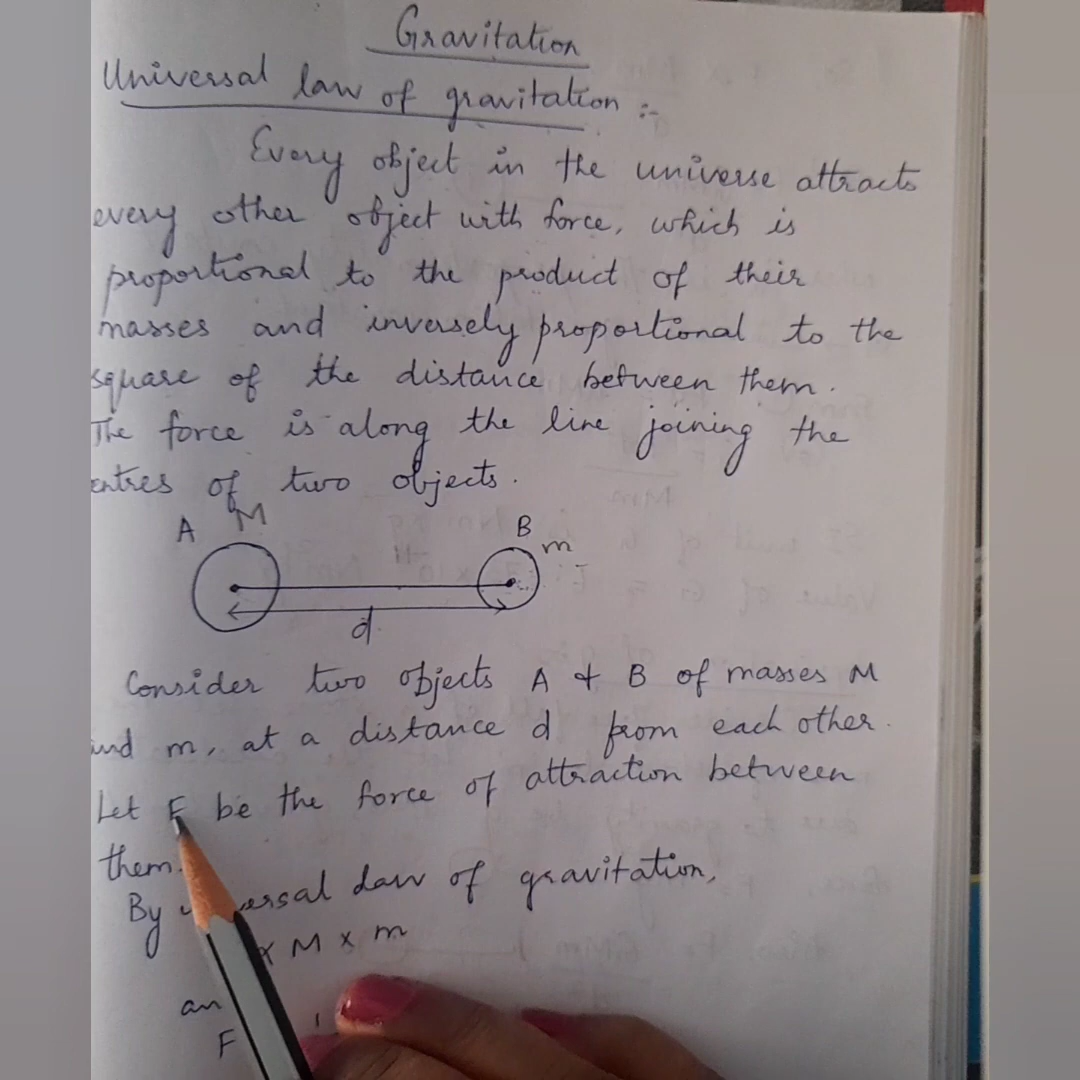 Gravitation
Universal law of gravitation :-
Every object in the universe attracts
every other object with force, which is
proportional to the product of their
masses and inversely proportional to the
square of the distance between them.
The force is along the line joining the
entres of two objects.
A M B m
d
Consider two objects A & B of masses M
and m, at a distance d from each other.
Let F be the force of attraction between
them.
By ersal law of gravitation,
∝ M × m
an
F 1